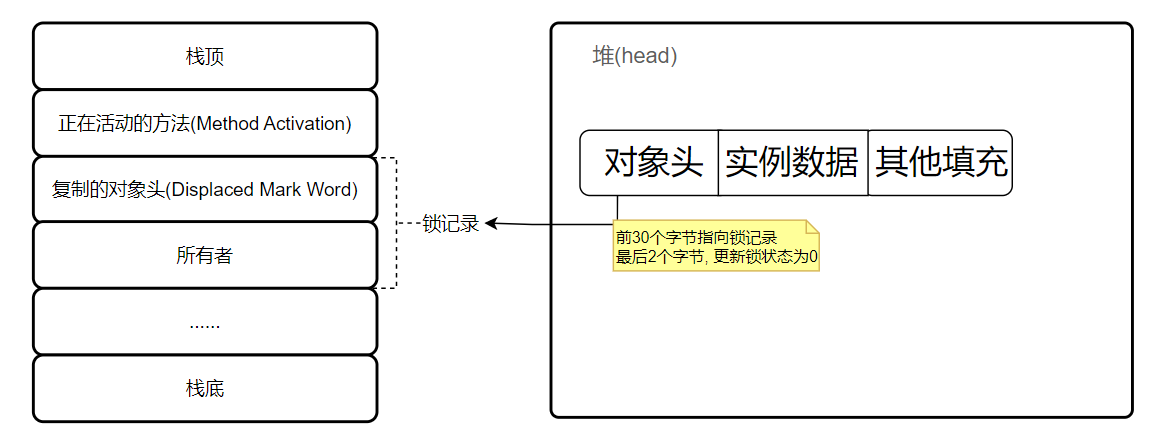 栈顶
正在活动的方法(Method Activation)
复制的对象头(Displaced Mark Word)
所有者
......
栈底
锁记录
堆(head)
对象头
实例数据
其他填充
前30个字节指向锁记录
最后2个字节, 更新锁状态为0